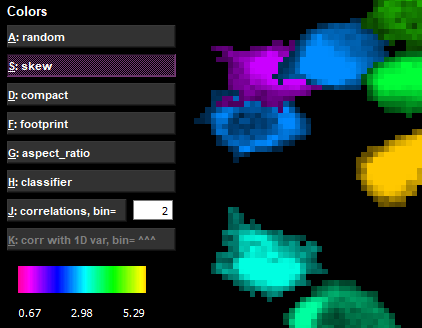 Colors
A: random
S: skew
D: compact
F: footprint
G: aspect_ratio
H: classifier
J: correlations, bin= 2
K: corr with 1D var, bin= ^^^
0.67 2.98 5.29